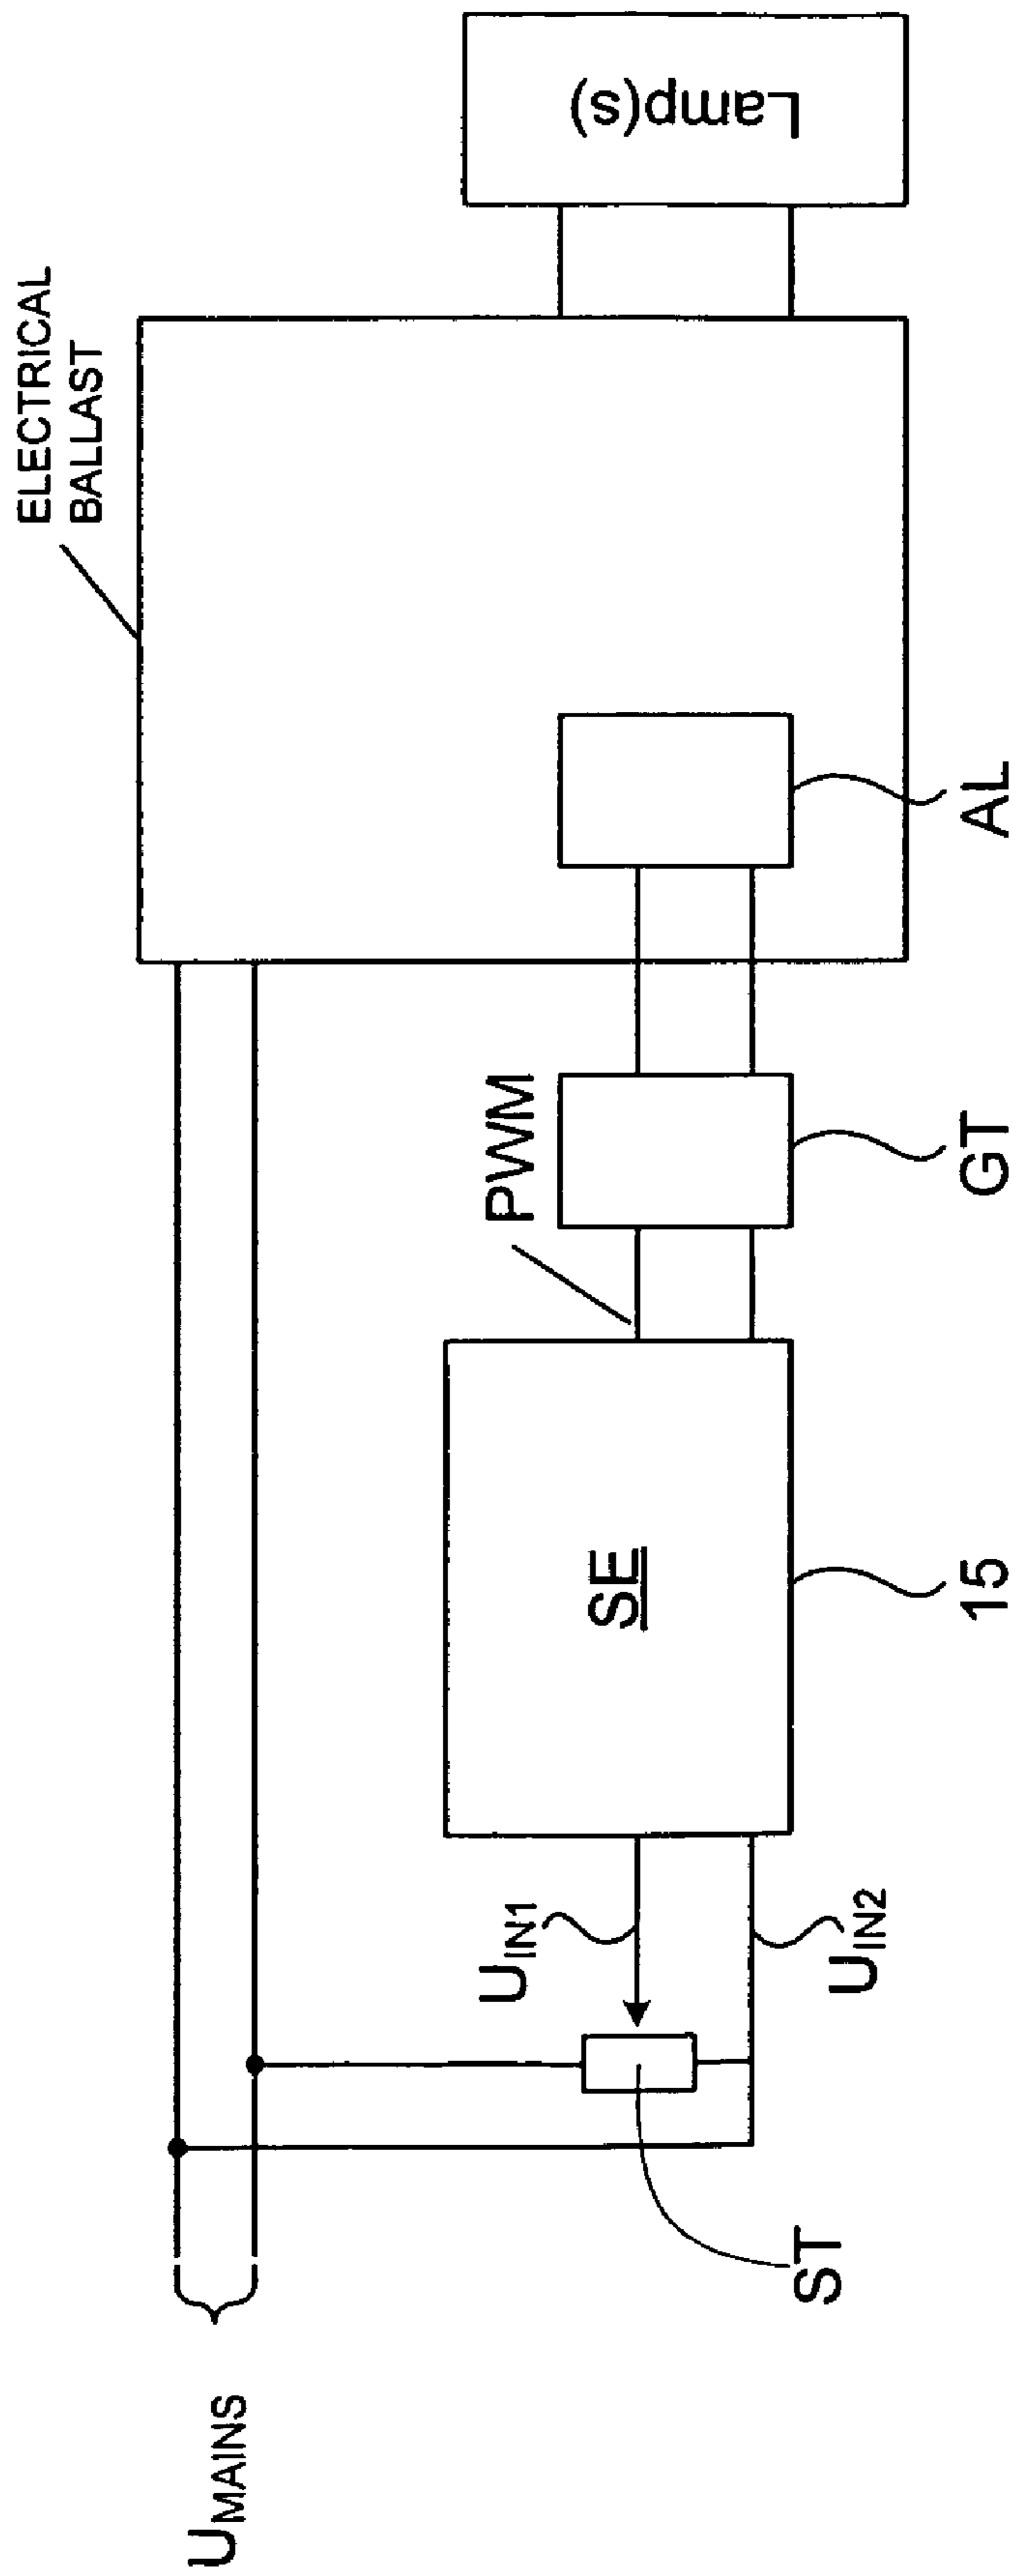 ELECTRICAL
BALLAST
Lamp(s)
AL
PWM
GT
SE
15
UIN1
UIN2
ST
UMAINS